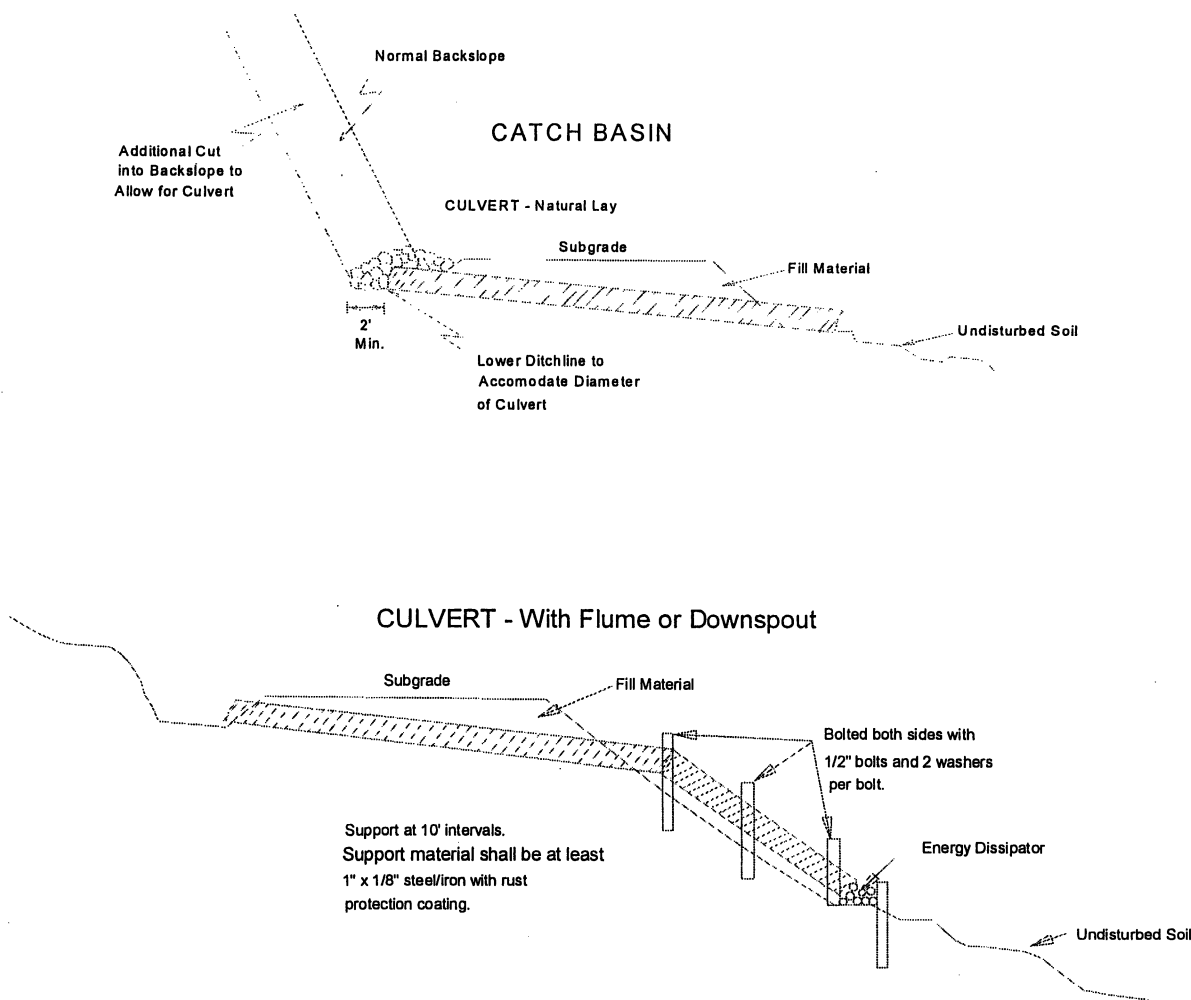 Normal Backslope
CATCH BASIN
Additional Cut
into Backslope to
Allow for Culvert
CULVERT - Natural Lay
Subgrade
Fill Material
2'
Min.
Undisturbed Soil
Lower Ditchline to
Accomodate Diameter
of Culvert
CULVERT - With Flume or Downspout
Subgrade
Fill Material
Bolted both sides with
1/2" bolts and 2 washers
per bolt.
Support at 10' intervals.
Support material shall be at least
1" x 1/8" steel/iron with rust
protection coating.
Energy Dissipator
Undisturbed Soil